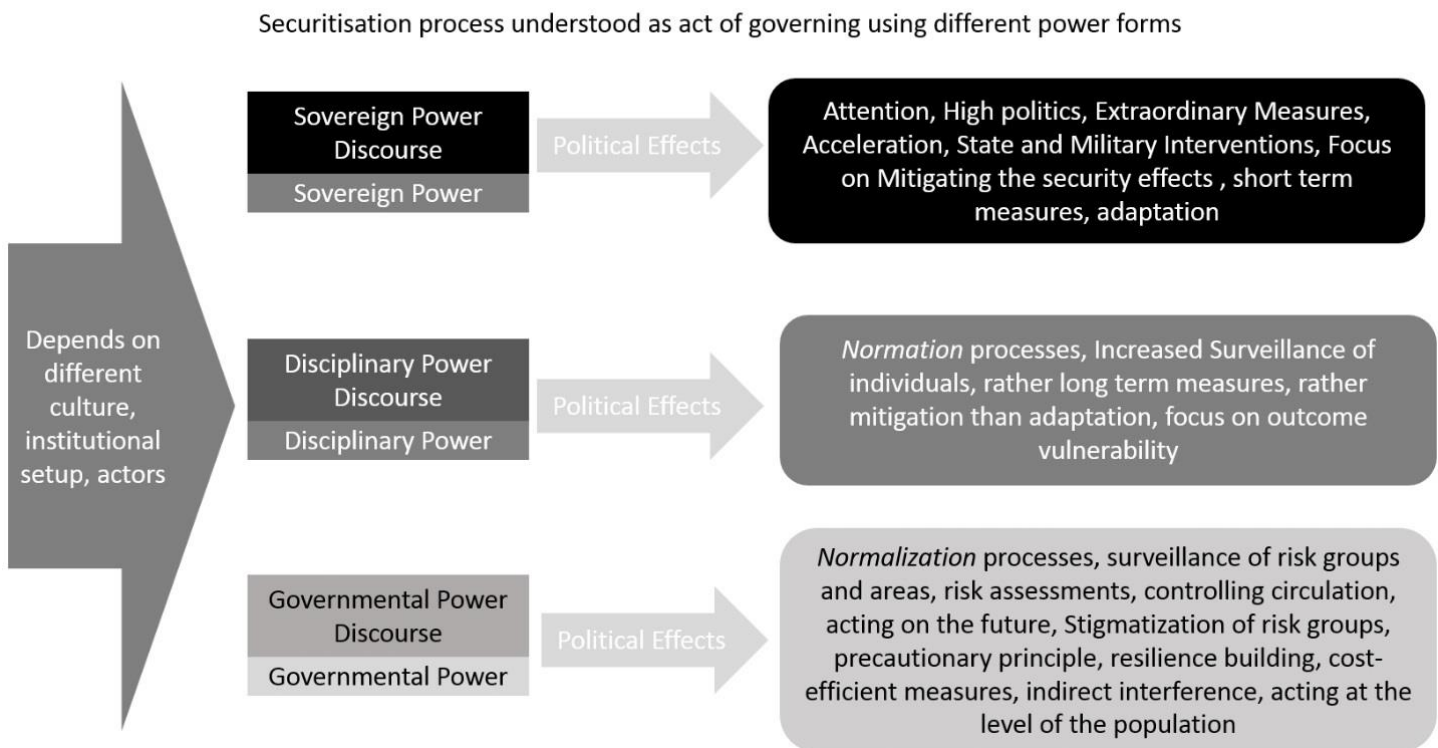 Securitisation process understood as act of governing using different power forms
Depends on
different
culture,
institutional
setup, actors
Sovereign Power
Discourse
Sovereign Power
Political Effects
Attention, High politics, Extraordinary Measures,
Acceleration, State and Military Interventions, Focus
on Mitigating the security effects , short term
measures, adaptation
Disciplinary Power
Discourse
Disciplinary Power
Political Effects
Normation processes, Increased Surveillance of
individuals, rather long term measures, rather
mitigation than adaptation, focus on outcome
vulnerability
Governmental Power
Discourse
Governmental Power
Political Effects
Normalization processes, surveillance of risk groups
and areas, risk assessments, controlling circulation,
acting on the future, Stigmatization of risk groups,
precautionary principle, resilience building, cost-
efficient measures, indirect interference, acting at the
level of the population